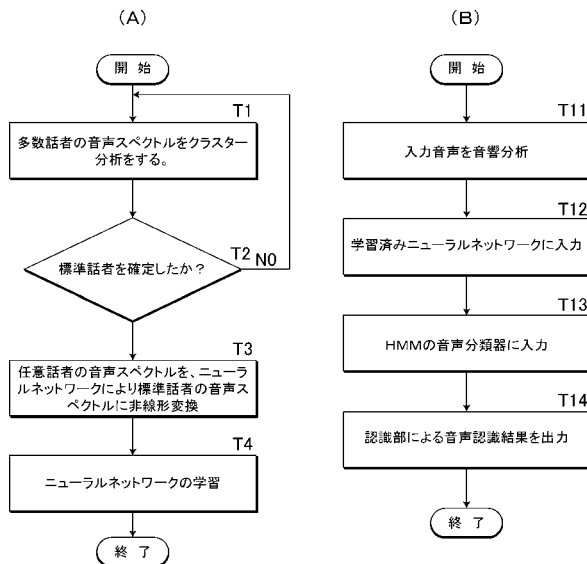 (A)
開 始
T1
多数話者の音声スペクトルをクラスター
分析をする。
T2
標準話者を確定したか？
NO
T3
任意話者の音声スペクトルを、ニューラ
ルネットワークにより標準話者の音声ス
ペクトルに非線形変換
T4
ニューラルネットワークの学習
終 了
(B)
開 始
T11
入力音声を音響分析
T12
学習済みニューラルネットワークに入力
T13
HMMの音声分類器に入力
T14
認識部による音声認識結果を出力
終 了